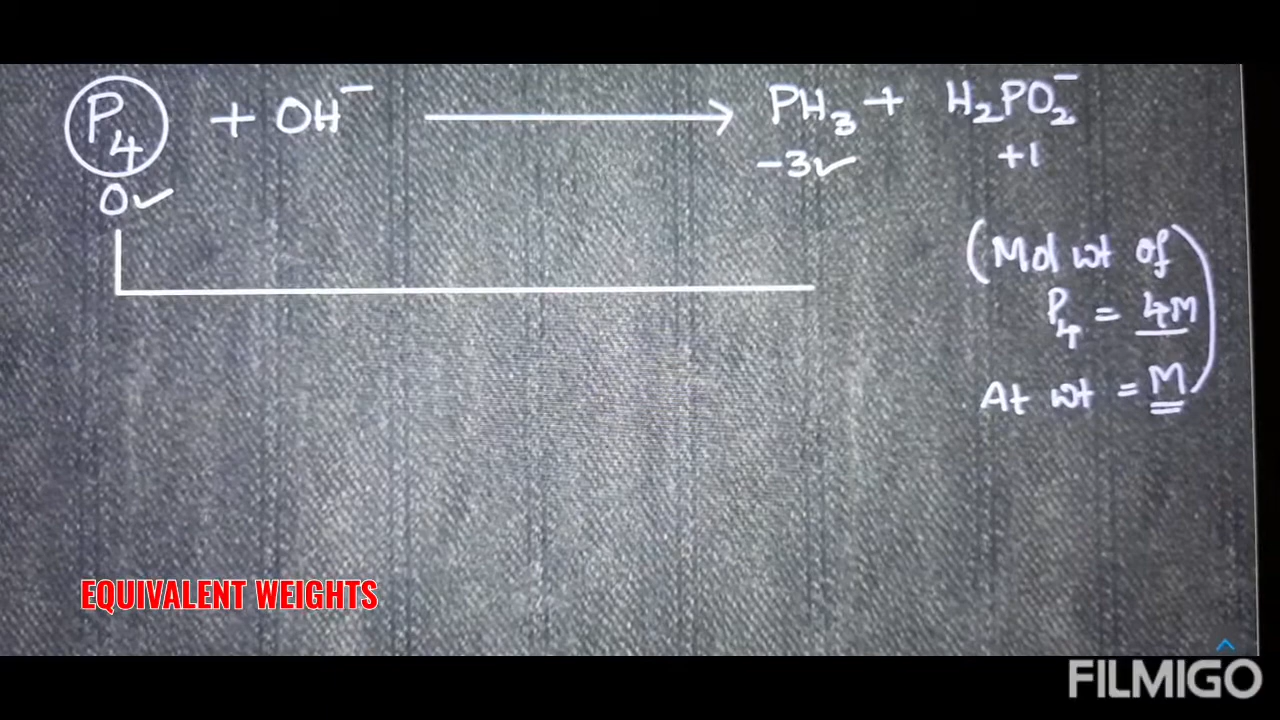 P₄ + OH⁻ ⟶ PH₃ + H₂PO₂⁻
0✓ -3✓ +1
(Mol wt of
P₄ = 4M
At wt = M)
EQUIVALENT WEIGHTS
FILMIGO